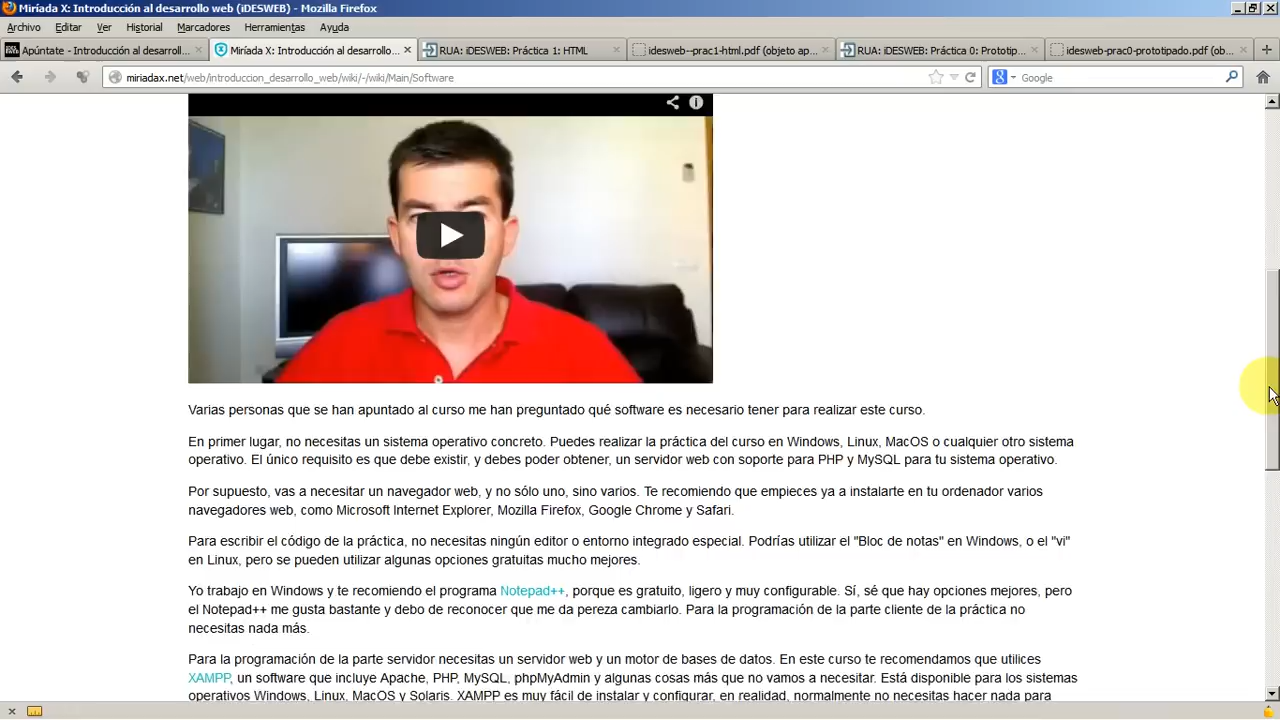 Miríada X: Introducción al desarrollo web (iDESWEB) - Mozilla Firefox
Archivo Editar Ver Historial Marcadores Herramientas Ayuda
Apúntate - Introducción al desarroll... Miríada X: Introducción al desarrollo... RUA: iDESWEB: Práctica 1: HTML idesweb--prac1-html.pdf (objeto ap... RUA: iDESWEB: Práctica 0: Prototip... idesweb-prac0-prototipado.pdf (ob...
miriadax.net/web/introduccion_desarrollo_web/wiki/-/wiki/Main/Software Google
Varias personas que se han apuntado al curso me han preguntado qué software es necesario tener para realizar este curso.
En primer lugar, no necesitas un sistema operativo concreto. Puedes realizar la práctica del curso en Windows, Linux, MacOS o cualquier otro sistema
operativo. El único requisito es que debe existir, y debes poder obtener, un servidor web con soporte para PHP y MySQL para tu sistema operativo.
Por supuesto, vas a necesitar un navegador web, y no sólo uno, sino varios. Te recomiendo que empieces ya a instalarte en tu ordenador varios
navegadores web, como Microsoft Internet Explorer, Mozilla Firefox, Google Chrome y Safari.
Para escribir el código de la práctica, no necesitas ningún editor o entorno integrado especial. Podrías utilizar el "Bloc de notas" en Windows, o el "vi"
en Linux, pero se pueden utilizar algunas opciones gratuitas mucho mejores.
Yo trabajo en Windows y te recomiendo el programa Notepad++, porque es gratuito, ligero y muy configurable. Sí, sé que hay opciones mejores, pero
el Notepad++ me gusta bastante y debo de reconocer que me da pereza cambiarlo. Para la programación de la parte cliente de la práctica no
necesitas nada más.
Para la programación de la parte servidor necesitas un servidor web y un motor de bases de datos. En este curso te recomendamos que utilices
XAMPP, un software que incluye Apache, PHP, MySQL, phpMyAdmin y algunas cosas más que no vamos a necesitar. Está disponible para los sistemas
operativos Windows, Linux, MacOS y Solaris. XAMPP es muy fácil de instalar y configurar, en realidad, normalmente no necesitas hacer nada para